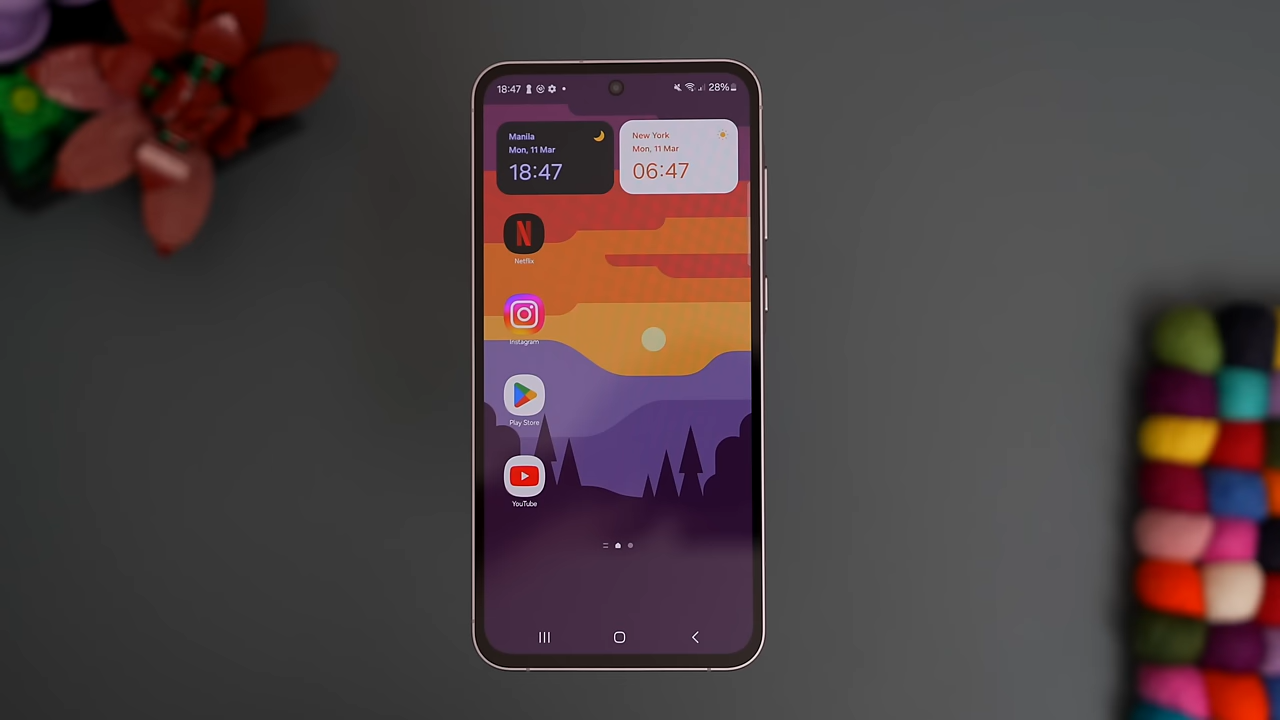 18:47
28%
Manila
Mon, 11 Mar
18:47
New York
Mon, 11 Mar
06:47
Netflix
Instagram
Play Store
YouTube